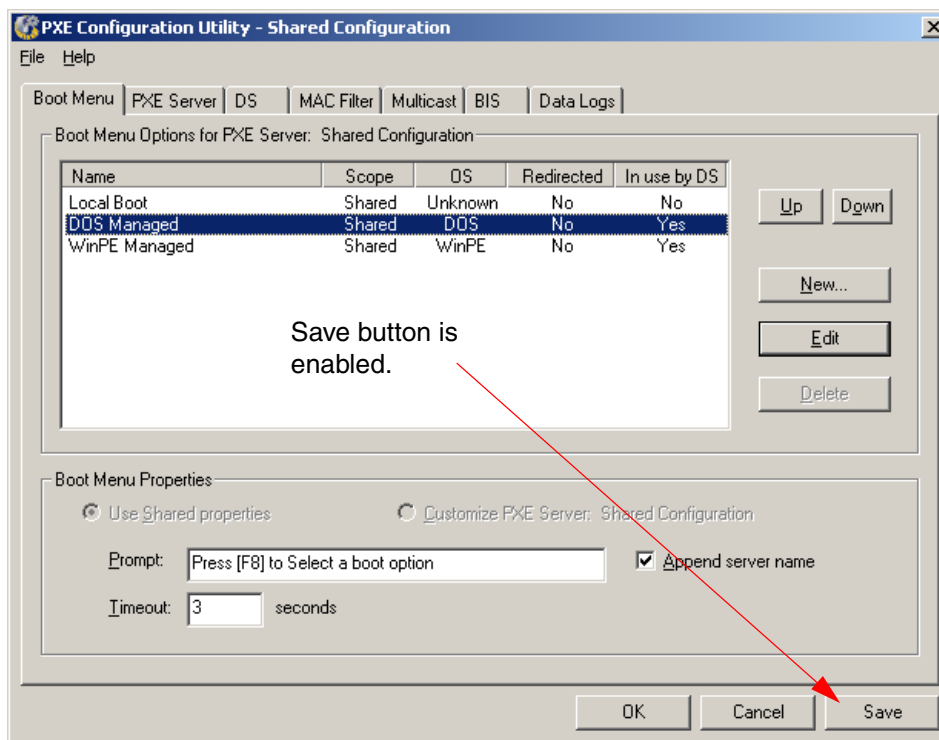 PXE Configuration Utility - Shared Configuration
File Help
Boot Menu PXE Server DS MAC Filter Multicast BIS Data Logs
Boot Menu Options for PXE Server: Shared Configuration
Name Scope OS Redirected In use by DS
Local Boot Shared Unknown No No
DOS Managed Shared DOS No Yes
WinPE Managed Shared WinPE No Yes
Up Down
New...
Edit
Delete
Save button is
enabled.
Boot Menu Properties
Use Shared properties Customize PXE Server: Shared Configuration
Prompt: Press [F8] to Select a boot option Append server name
Timeout: 3 seconds
OK Cancel Save